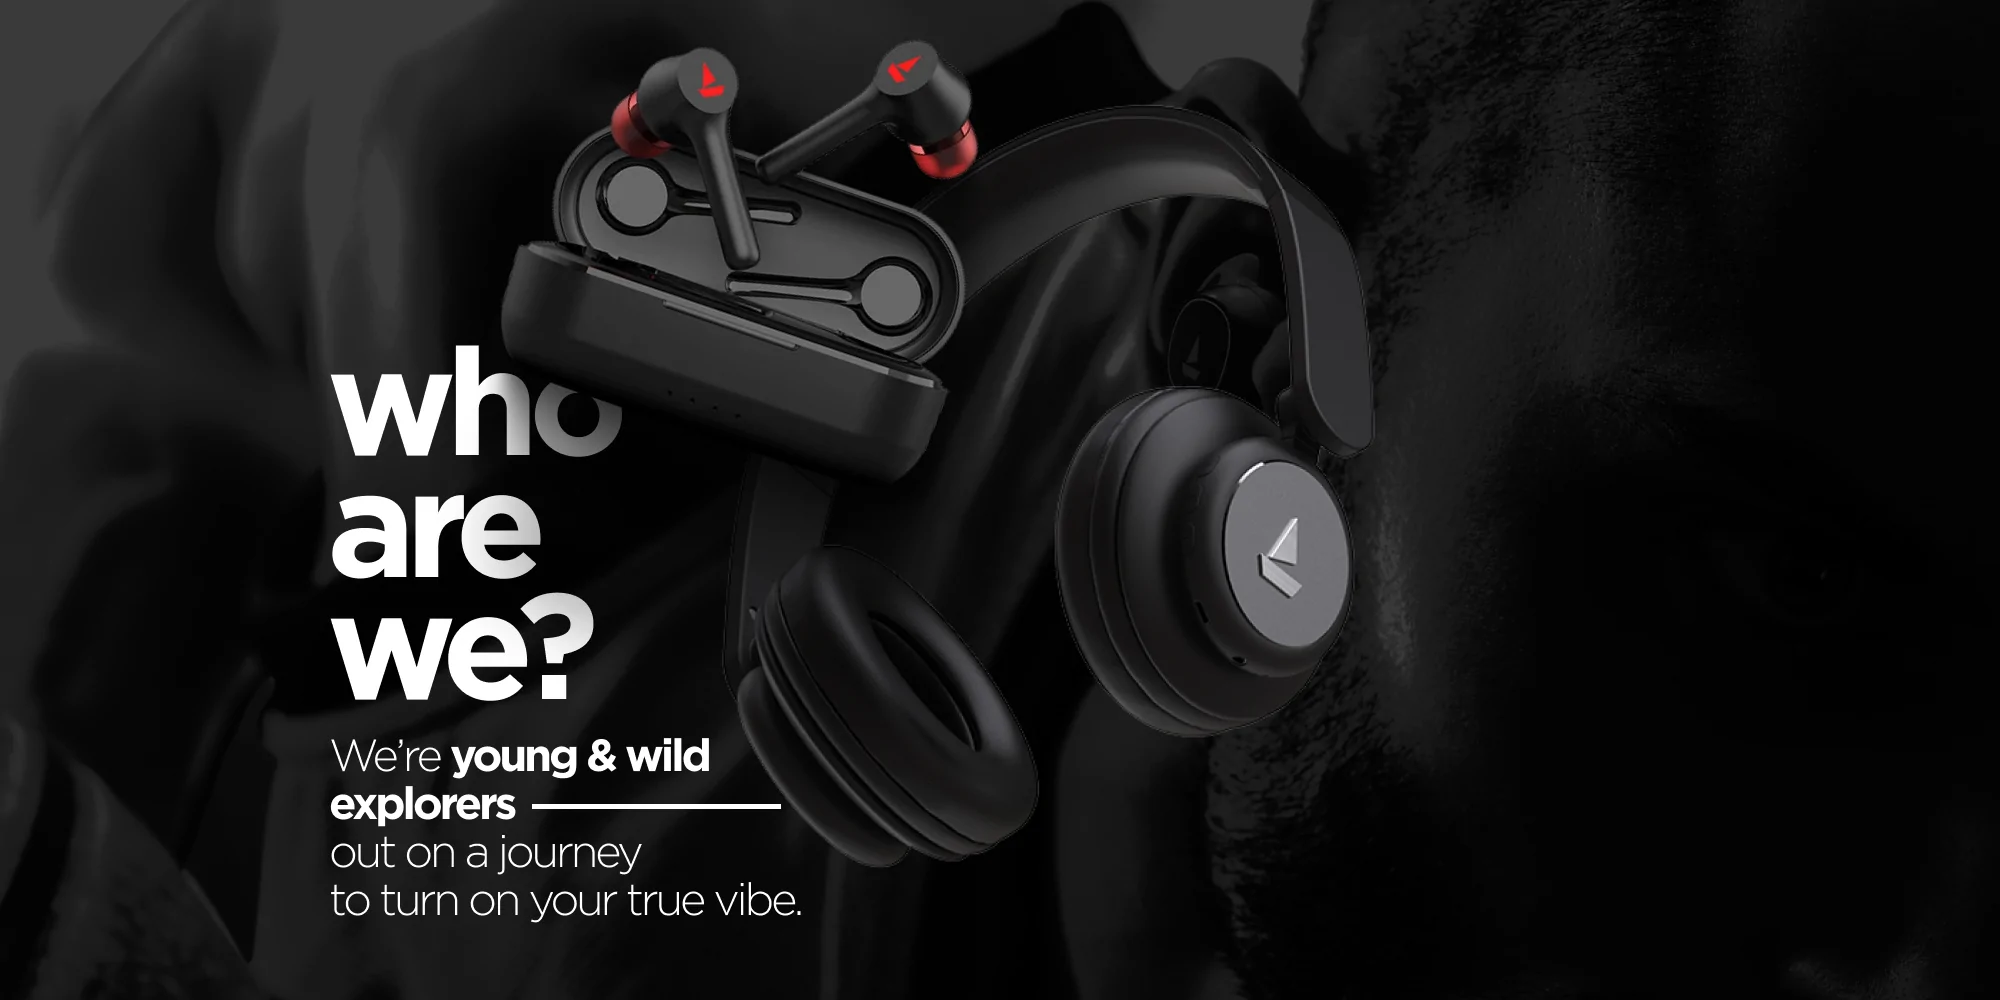 who
are
we?
We’re young & wild
explorers
out on a journey
to turn on your true vibe.